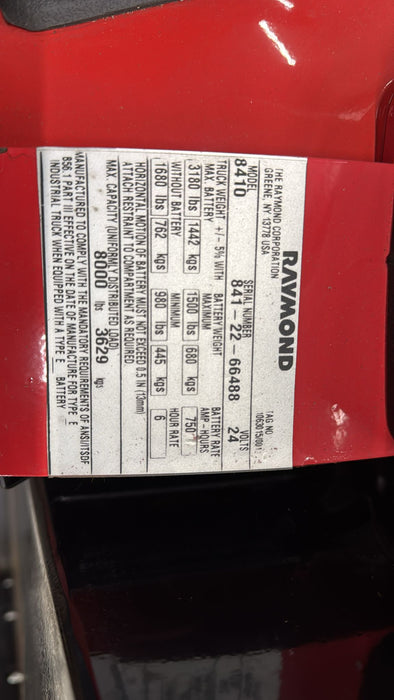 RAYMOND
THE RAYMOND CORPORATION
GREENE, NY 13778 USA
TAG NO.
1063015/001
MODEL SERIAL NUMBER VOLTS
8410 841-22-66488 24
TRUCK WEIGHT +/- 5% WITH BATTERY WEIGHT BATTERY RATE
MAX. BATTERY MAXIMUM AMP-HOURS
3180 lbs 1442 kgs 1500 lbs 680 kgs 750
WITHOUT BATTERY MINIMUM HOUR RATE
1680 lbs 762 kgs 980 lbs 445 kgs 6
HORIZONTAL MOTION OF BATTERY MUST NOT EXCEED 0.5 IN (13mm)
ATTACH RESTRAINT TO COMPARTMENT AS REQUIRED
MAX. CAPACITY (UNIFORMLY DISTRIBUTED LOAD)
8000 lbs 3629 kgs
MANUFACTURED TO COMPLY WITH THE MANDATORY REQUIREMENTS OF ANSI/ITSDF
B56.1 PART III EFFECTIVE ON THE DATE OF MANUFACTURE FOR TYPE E
INDUSTRIAL TRUCK WHEN EQUIPPED WITH A TYPE E BATTERY